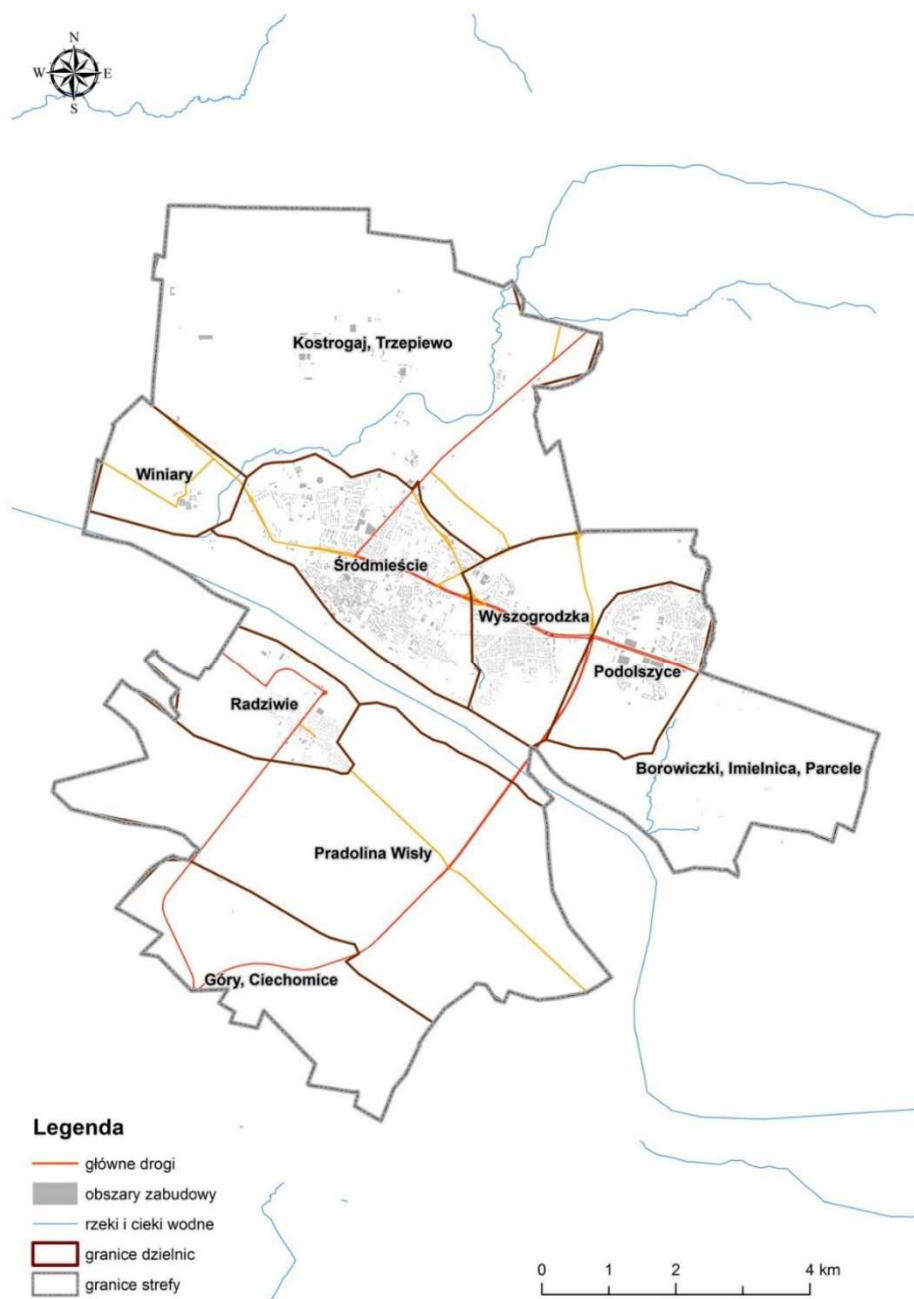 N
W E
S
Kostrogaj, Trzepiewo
Winiary
Śródmieście
Wyszogrodzka
Podolszyce
Radziwie
Borowiczki, Imielnica, Parcele
Pradolina Wisły
Góry, Ciechomice
Legenda
główne drogi
obszary zabudowy
rzeki i cieki wodne
granice dzielnic
granice strefy
0 1 2 4 km